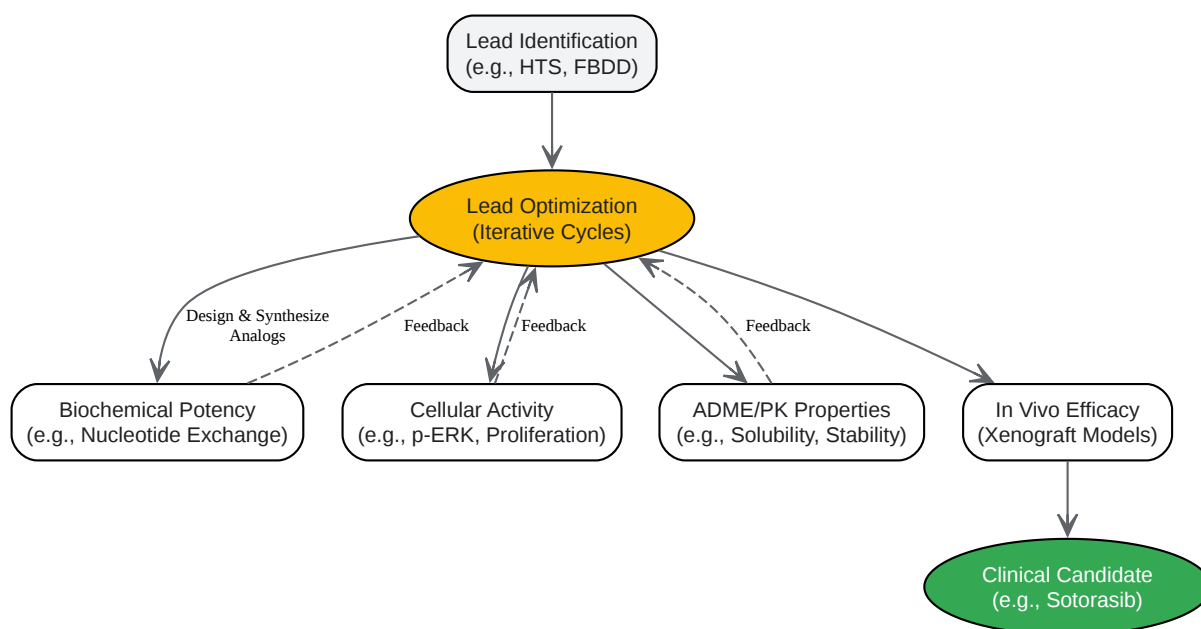 Lead Identification
(e.g., HTS, FBDD)
Lead Optimization
(Iterative Cycles)
Design & Synthesize
Analogs
Feedback
Feedback
Feedback
Biochemical Potency
(e.g., Nucleotide Exchange)
Cellular Activity
(e.g., p-ERK, Proliferation)
ADME/PK Properties
(e.g., Solubility, Stability)
In Vivo Efficacy
(Xenograft Models)
Clinical Candidate
(e.g., Sotorasib)